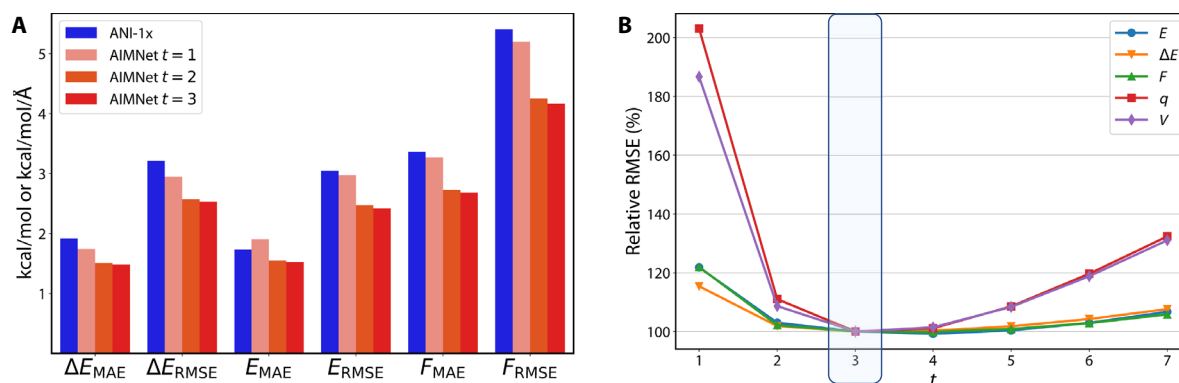 A
kcal/mol or kcal/mol/Å
5
4
3
2
1
ANI-1x
AIMNet t = 1
AIMNet t = 2
AIMNet t = 3
ΔE_MAE ΔE_RMSE E_MAE E_RMSE F_MAE F_RMSE
B
Relative RMSE (%)
200
180
160
140
120
100
E
ΔE
F
q
V
1 2 3 4 5 6 7
t